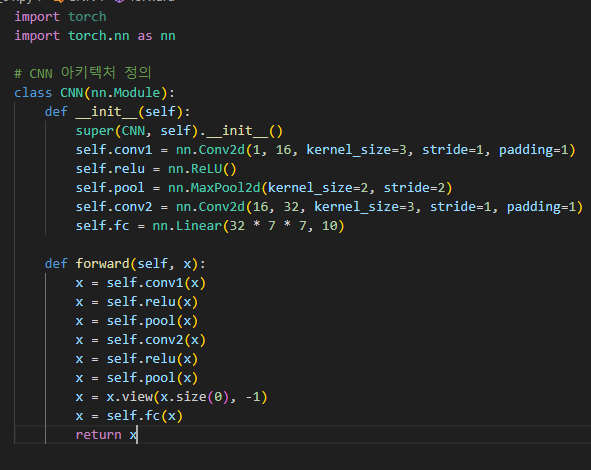 import torch
import torch.nn as nn
# CNN 아키텍처 정의
class CNN(nn.Module):
def __init__(self):
super(CNN, self).__init__()
self.conv1 = nn.Conv2d(1, 16, kernel_size=3, stride=1, padding=1)
self.relu = nn.ReLU()
self.pool = nn.MaxPool2d(kernel_size=2, stride=2)
self.conv2 = nn.Conv2d(16, 32, kernel_size=3, stride=1, padding=1)
self.fc = nn.Linear(32 * 7 * 7, 10)
def forward(self, x):
x = self.conv1(x)
x = self.relu(x)
x = self.pool(x)
x = self.conv2(x)
x = self.relu(x)
x = self.pool(x)
x = x.view(x.size(0), -1)
x = self.fc(x)
return x